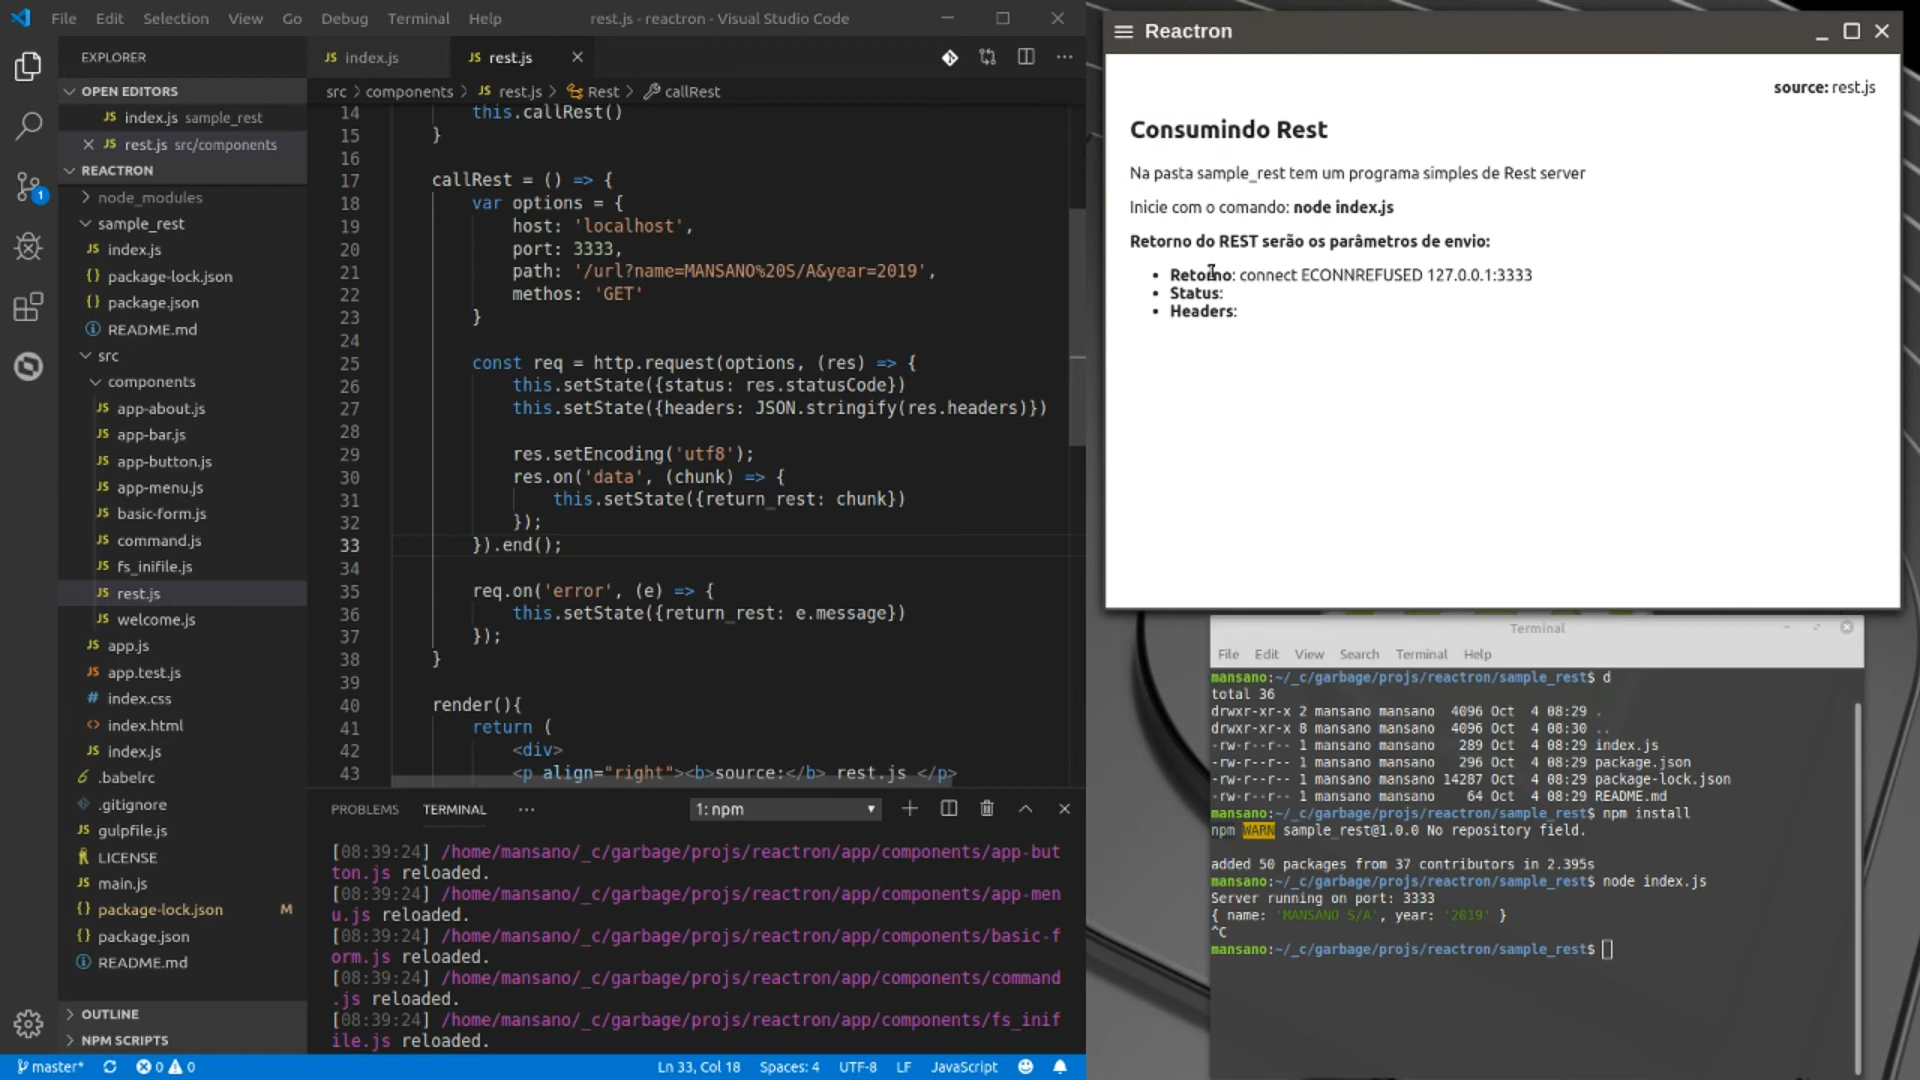 File Edit Selection View Go Debug Terminal Help rest.js - reactron - Visual Studio Code
EXPLORER
OPEN EDITORS
JS index.js sample_rest
JS rest.js src/components
REACTRON
node_modules
sample_rest
JS index.js
{} package-lock.json
{} package.json
README.md
src
components
JS app-about.js
JS app-bar.js
JS app-button.js
JS app-menu.js
JS basic-form.js
JS command.js
JS fs_inifile.js
JS rest.js
JS welcome.js
JS app.js
JS app.test.js
# index.css
<> index.html
JS index.js
.babelrc
.gitignore
JS gulpfile.js
LICENSE
JS main.js
{} package-lock.json M
{} package.json
README.md
OUTLINE
NPM SCRIPTS
1
JS index.js JS rest.js
src > components > JS rest.js > Rest > callRest
14 this.callRest()
15 }
16
17 callRest = () => {
18 var options = {
19 host: 'localhost',
20 port: 3333,
21 path: '/url?name=MANSANO%20S/A&year=2019',
22 methos: 'GET'
23 }
24
25 const req = http.request(options, (res) => {
26 this.setState({status: res.statusCode})
27 this.setState({headers: JSON.stringify(res.headers)})
28
29 res.setEncoding('utf8');
30 res.on('data', (chunk) => {
31 this.setState({return_rest: chunk})
32 });
33 }).end();
34
35 req.on('error', (e) => {
36 this.setState({return_rest: e.message})
37 });
38 }
39
40 render(){
41 return (
42 <div>
43 <p align="right"><b>source:</b> rest.js </p>
PROBLEMS TERMINAL ··· 1: npm
[08:39:24] /home/mansano/_c/garbage/projs/reactron/app/components/app-but
ton.js reloaded.
[08:39:24] /home/mansano/_c/garbage/projs/reactron/app/components/app-men
u.js reloaded.
[08:39:24] /home/mansano/_c/garbage/projs/reactron/app/components/basic-f
orm.js reloaded.
[08:39:24] /home/mansano/_c/garbage/projs/reactron/app/components/command
.js reloaded.
[08:39:24] /home/mansano/_c/garbage/projs/reactron/app/components/fs_inif
ile.js reloaded.
master* 0 0 Ln 33, Col 18 Spaces: 4 UTF-8 LF JavaScript
Reactron
source: rest.js
Consumindo Rest
Na pasta sample_rest tem um programa simples de Rest server
Inicie com o comando: node index.js
Retorno do REST serão os parâmetros de envio:
• Retorno: connect ECONNREFUSED 127.0.0.1:3333
• Status:
• Headers:
Terminal
File Edit View Search Terminal Help
mansano:~/_c/garbage/projs/reactron/sample_rest$ d
total 36
drwxr-xr-x 2 mansano mansano 4096 Oct 4 08:29 .
drwxr-xr-x 8 mansano mansano 4096 Oct 4 08:30 ..
-rw-r--r-- 1 mansano mansano 289 Oct 4 08:29 index.js
-rw-r--r-- 1 mansano mansano 296 Oct 4 08:29 package.json
-rw-r--r-- 1 mansano mansano 14287 Oct 4 08:29 package-lock.json
-rw-r--r-- 1 mansano mansano 64 Oct 4 08:29 README.md
mansano:~/_c/garbage/projs/reactron/sample_rest$ npm install
npm WARN sample_rest@1.0.0 No repository field.
added 50 packages from 37 contributors in 2.395s
mansano:~/_c/garbage/projs/reactron/sample_rest$ node index.js
Server running on port: 3333
{ name: 'MANSANO S/A', year: '2019' }
^C
mansano:~/_c/garbage/projs/reactron/sample_rest$